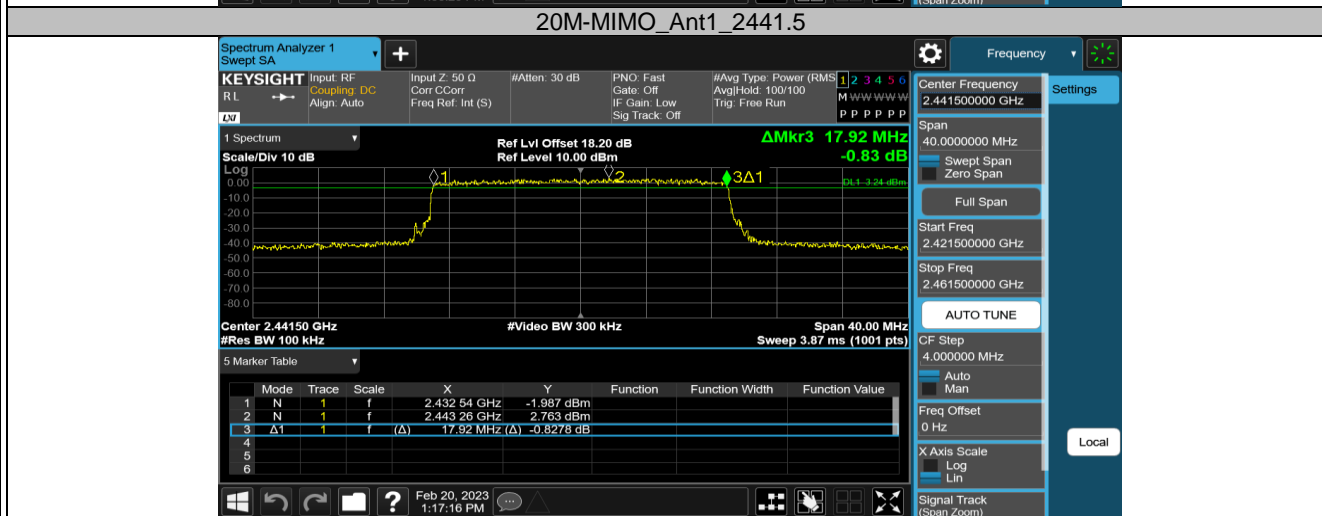 (Span Zoom)
20M-MIMO_Ant1_2441.5
Spectrum Analyzer 1
Swept SA
Frequency
KEYSIGHT
R L
LXI
Input: RF
Coupling: DC
Align: Auto
Input Z: 50 Ω
Corr CCorr
Freq Ref: Int (S)
#Atten: 30 dB
PNO: Fast
Gate: Off
IF Gain: Low
Sig Track: Off
#Avg Type: Power (RMS
Avg|Hold: 100/100
Trig: Free Run
1 2 3 4 5 6
M W W W W W
P P P P P P
Center Frequency
2.441500000 GHz
Settings
1 Spectrum
Scale/Div 10 dB
Ref Lvl Offset 18.20 dB
Ref Level 10.00 dBm
ΔMkr3 17.92 MHz
-0.83 dB
Log
0.00
-10.0
-20.0
-30.0
-40.0
-50.0
-60.0
-70.0
-80.0
1
2
3Δ1
DL1 -3.24 dBm
Center 2.44150 GHz
#Res BW 100 kHz
#Video BW 300 kHz
Span 40.00 MHz
Sweep 3.87 ms (1001 pts)
Span
40.0000000 MHz
Swept Span
Zero Span
Full Span
Start Freq
2.421500000 GHz
Stop Freq
2.461500000 GHz
AUTO TUNE
CF Step
4.000000 MHz
Auto
Man
Freq Offset
0 Hz
X Axis Scale
Log
Lin
Signal Track
(Span Zoom)
Local
5 Marker Table
Mode Trace Scale X Y Function Function Width Function Value
1 N 1 f 2.432 54 GHz -1.987 dBm
2 N 1 f 2.443 26 GHz 2.763 dBm
3 Δ1 1 f (Δ) 17.92 MHz (Δ) -0.8278 dB
4
5
6
?
Feb 20, 2023
1:17:16 PM